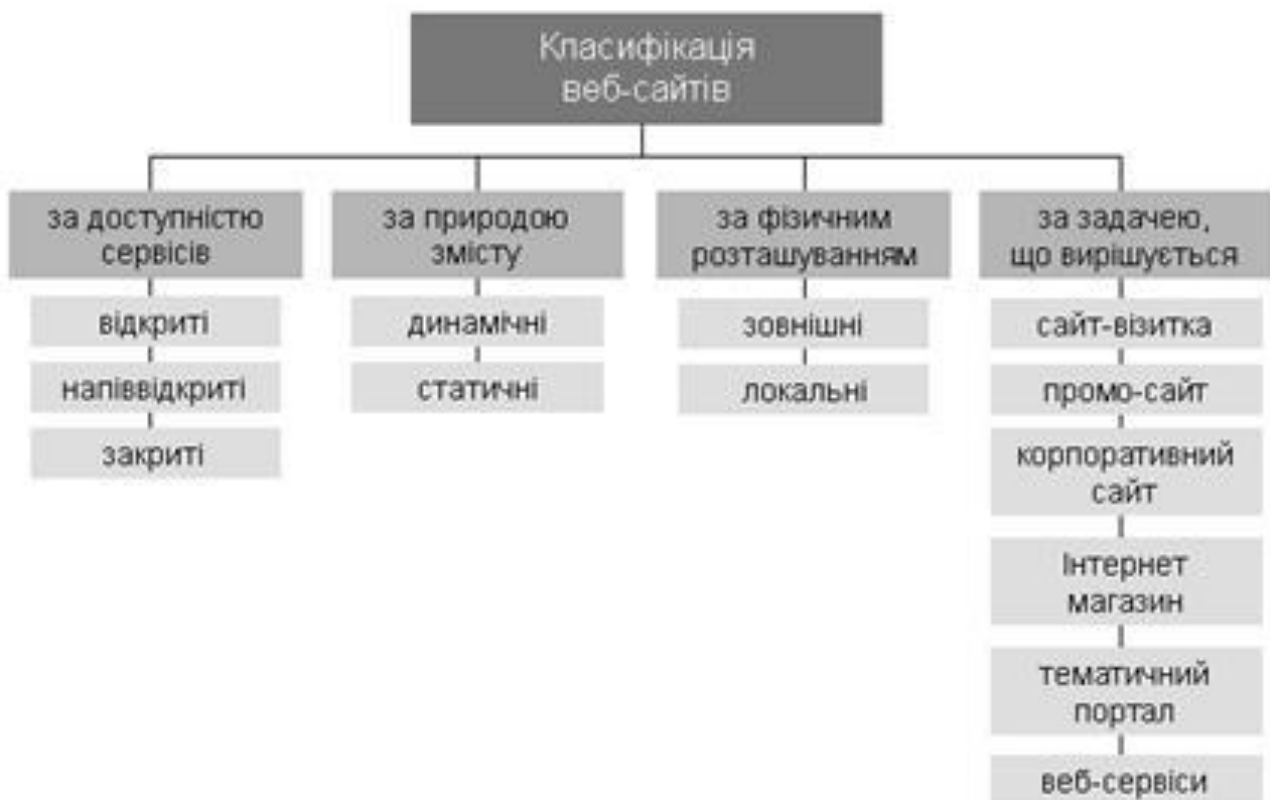 Класифікація
веб-сайтів
за доступністю
сервісів
відкриті
напіввідкриті
закриті
за природою
змісту
динамічні
статичні
за фізичним
розташуванням
зовнішні
локальні
за задачею,
що вирішується
сайт-візитка
промо-сайт
корпоративний
сайт
Інтернет
магазин
тематичний
портал
веб-сервіси